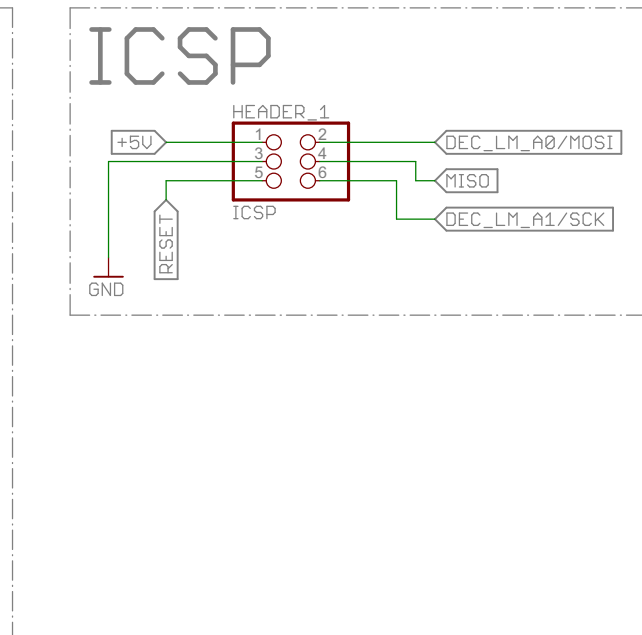 ICSP
HEADER_1
+5V
1
2
DEC_LM_A0/MOSI
3
4
5
6
MISO
ICSP
DEC_LM_A1/SCK
RESET
GND